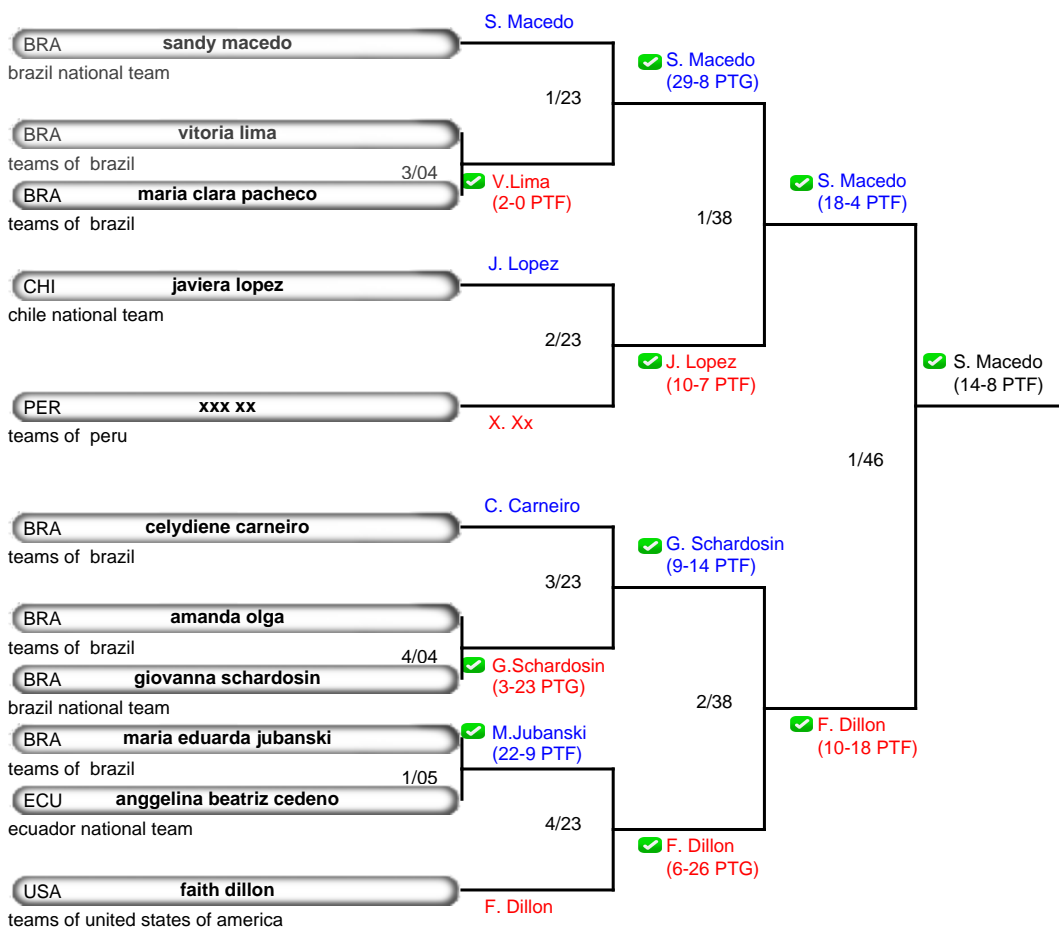 S. Macedo
BRA sandy macedo
brazil national team
S. Macedo
(29-8 PTG)
1/23
BRA vitoria lima
teams of  brazil
3/04
V.Lima
(2-0 PTF)
BRA maria clara pacheco
teams of  brazil
S. Macedo
(18-4 PTF)
1/38
J. Lopez
CHI javiera lopez
chile national team
2/23
J. Lopez
(10-7 PTF)
PER xxx xx
teams of  peru
X. Xx
S. Macedo
(14-8 PTF)
1/46
C. Carneiro
BRA celydiene carneiro
teams of  brazil
G. Schardosin
(9-14 PTF)
3/23
BRA amanda olga
teams of  brazil
4/04
G.Schardosin
(3-23 PTG)
BRA giovanna schardosin
brazil national team
2/38
F. Dillon
(10-18 PTF)
BRA maria eduarda jubanski
teams of  brazil
M.Jubanski
(22-9 PTF)
1/05
ECU anggelina beatriz cedeno
ecuador national team
4/23
F. Dillon
(6-26 PTG)
USA faith dillon
teams of united states of america
F. Dillon